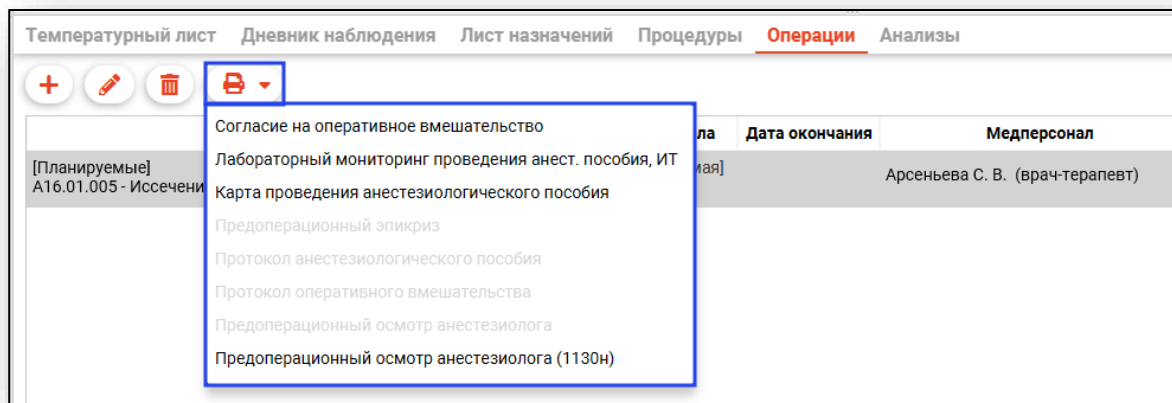 Температурный лист Дневник наблюдения Лист назначений Процедуры Операции Анализы
Согласие на оперативное вмешательство
Лабораторный мониторинг проведения анест. пособия, ИТ
Карта проведения анестезиологического пособия
Предоперационный эпикриз
Протокол анестезиологического пособия
Протокол оперативного вмешательства
Предоперационный осмотр анестезиолога
Предоперационный осмотр анестезиолога (1130н)
Дата окончания Медперсонал
[Планируемые]
A16.01.005 - Иссечени
Арсеньева С. В. (врач-терапевт)